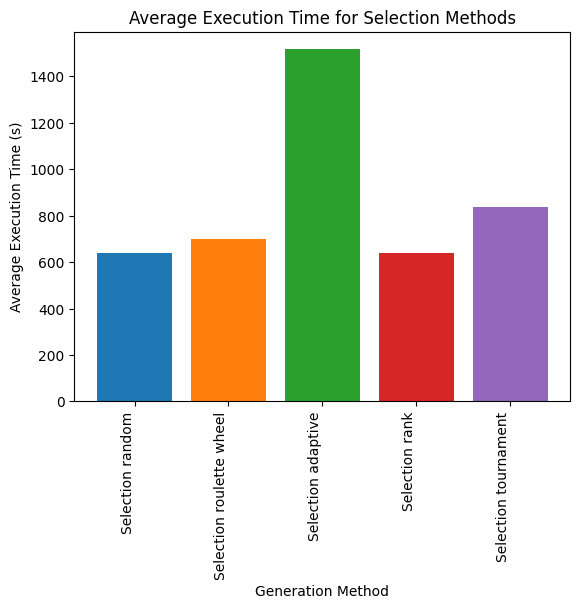 Average Execution Time for Selection Methods
Average Execution Time (s)
1400
1200
1000
800
600
400
200
0
Selection random
Selection roulette wheel
Selection adaptive
Selection rank
Selection tournament
Generation Method